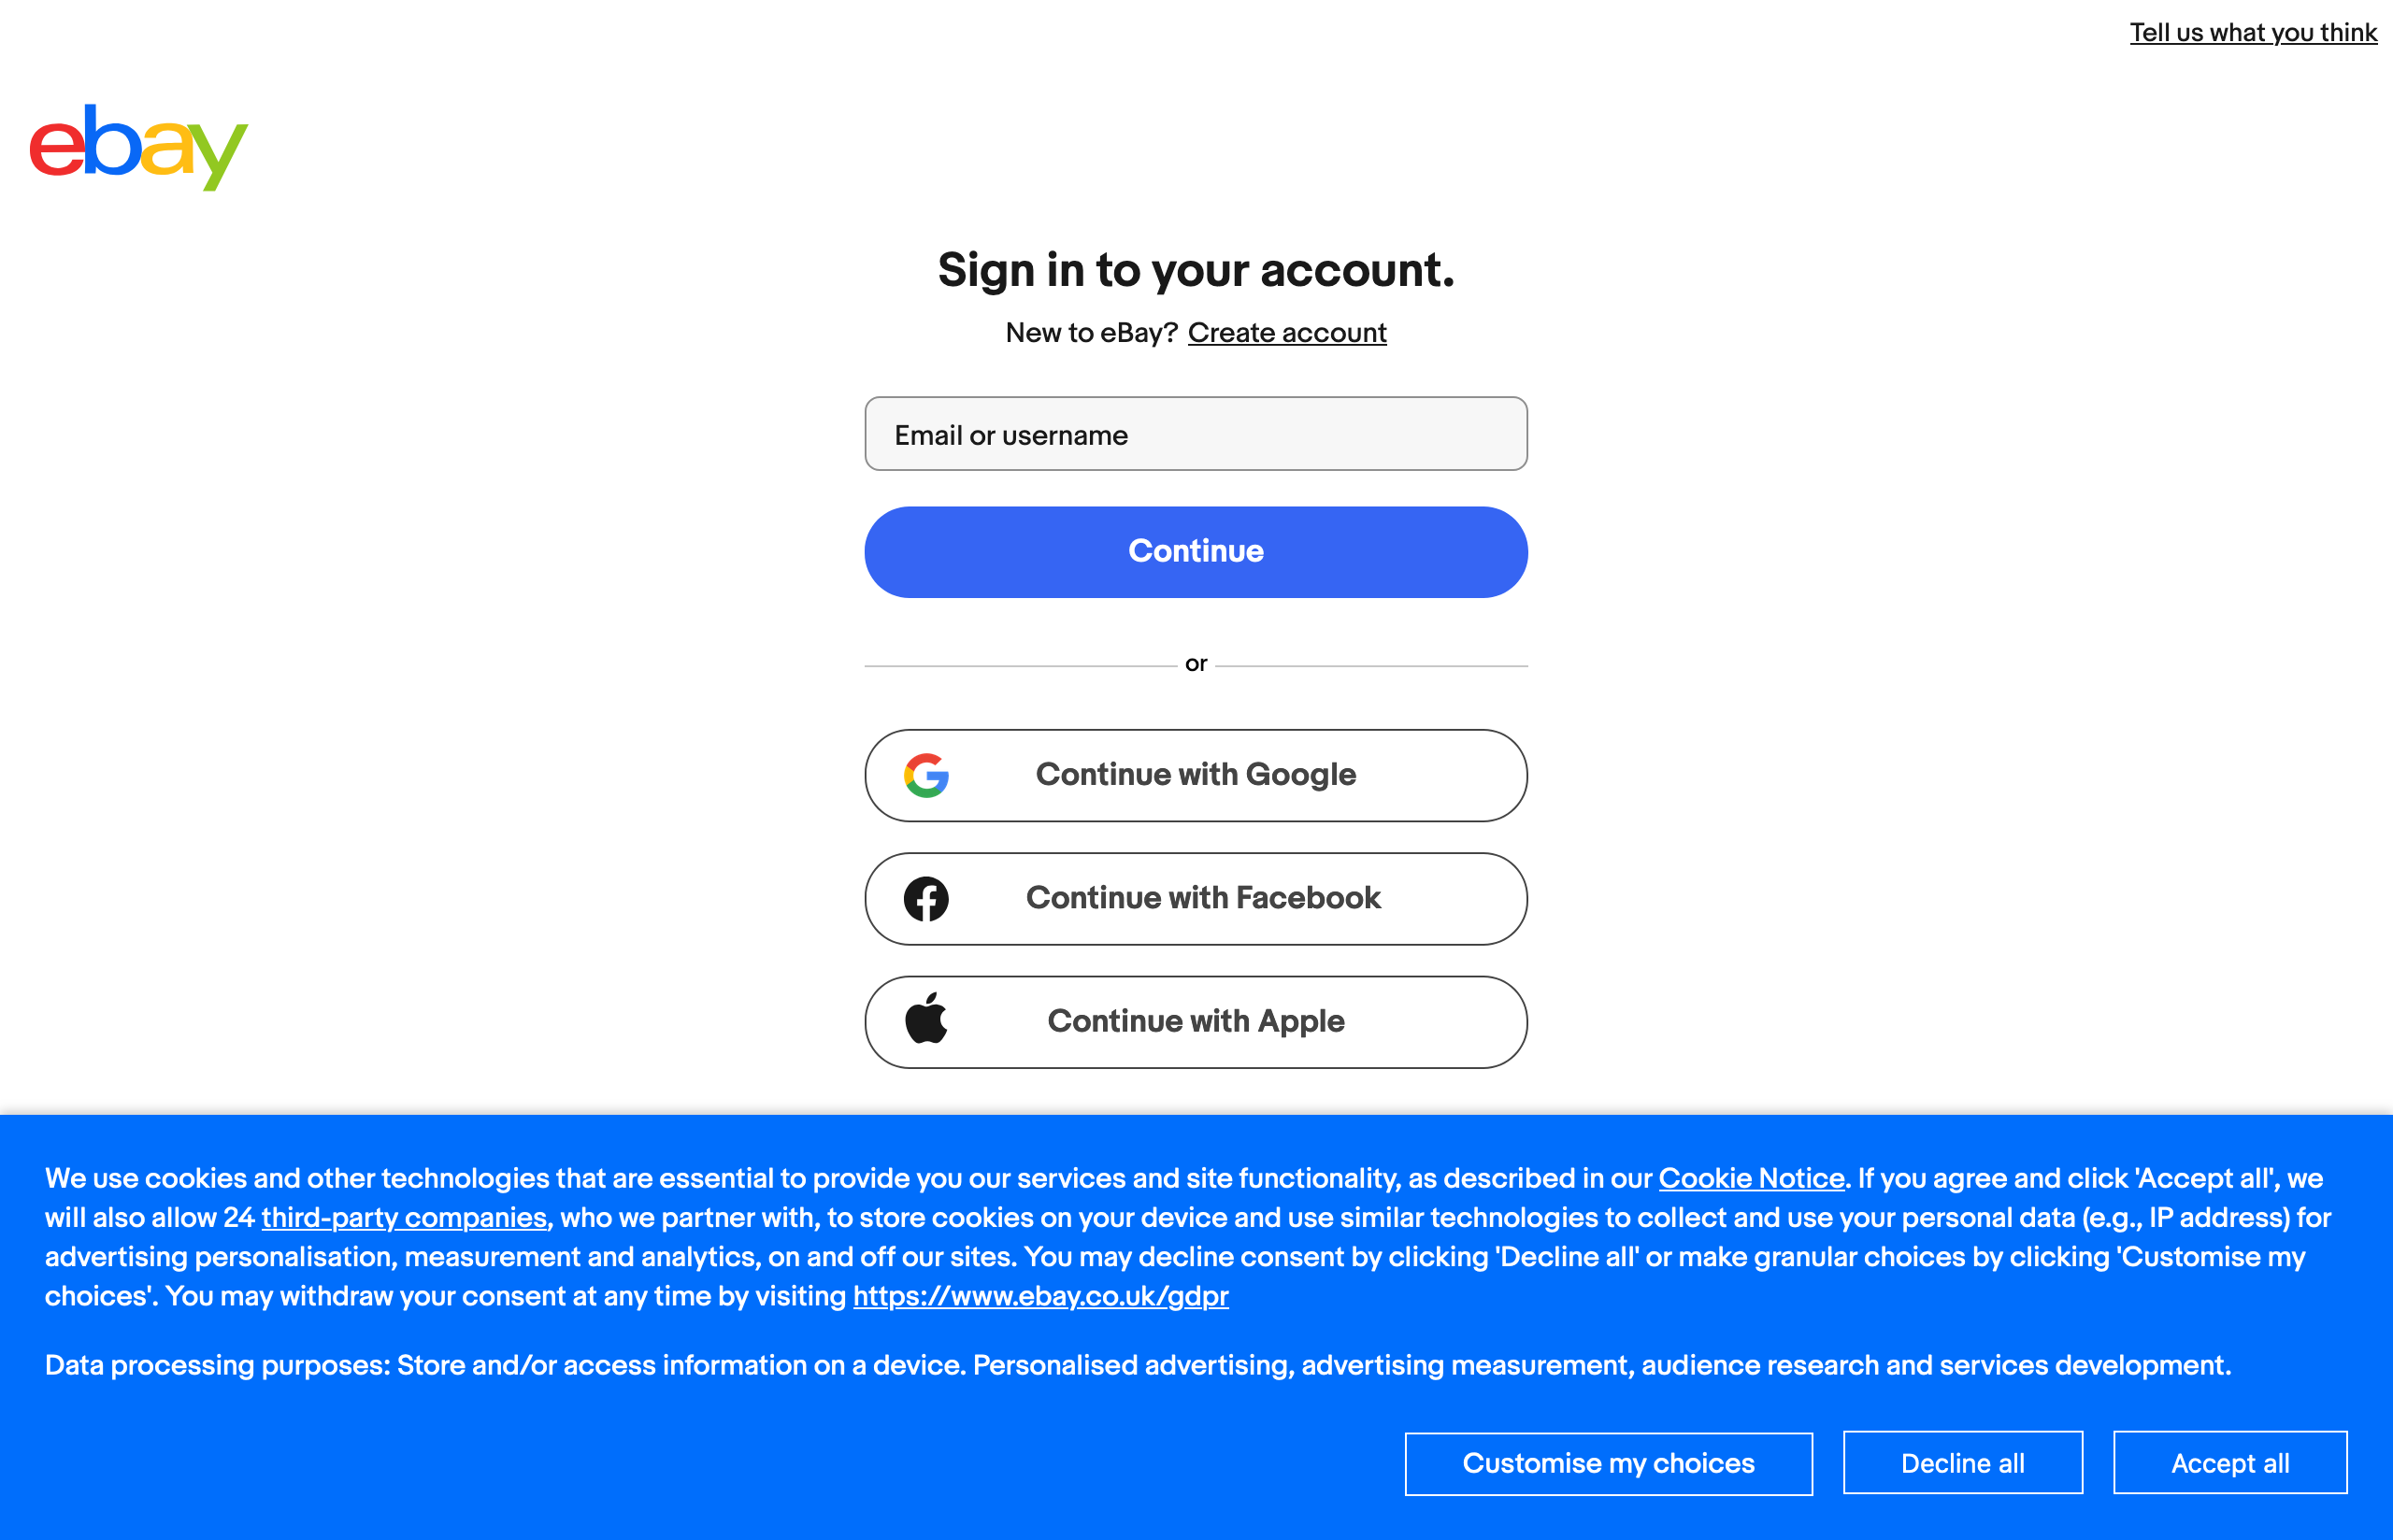 Tell us what you think
ebay
Sign in to your account.
New to eBay? Create account
Email or username
Continue
or
Continue with Google
Continue with Facebook
Continue with Apple
We use cookies and other technologies that are essential to provide you our services and site functionality, as described in our Cookie Notice. If you agree and click 'Accept all', we
will also allow 24 third-party companies, who we partner with, to store cookies on your device and use similar technologies to collect and use your personal data (e.g., IP address) for
advertising personalisation, measurement and analytics, on and off our sites. You may decline consent by clicking 'Decline all' or make granular choices by clicking 'Customise my
choices'. You may withdraw your consent at any time by visiting https://www.ebay.co.uk/gdpr
Data processing purposes: Store and/or access information on a device. Personalised advertising, advertising measurement, audience research and services development.
Customise my choices
Decline all
Accept all